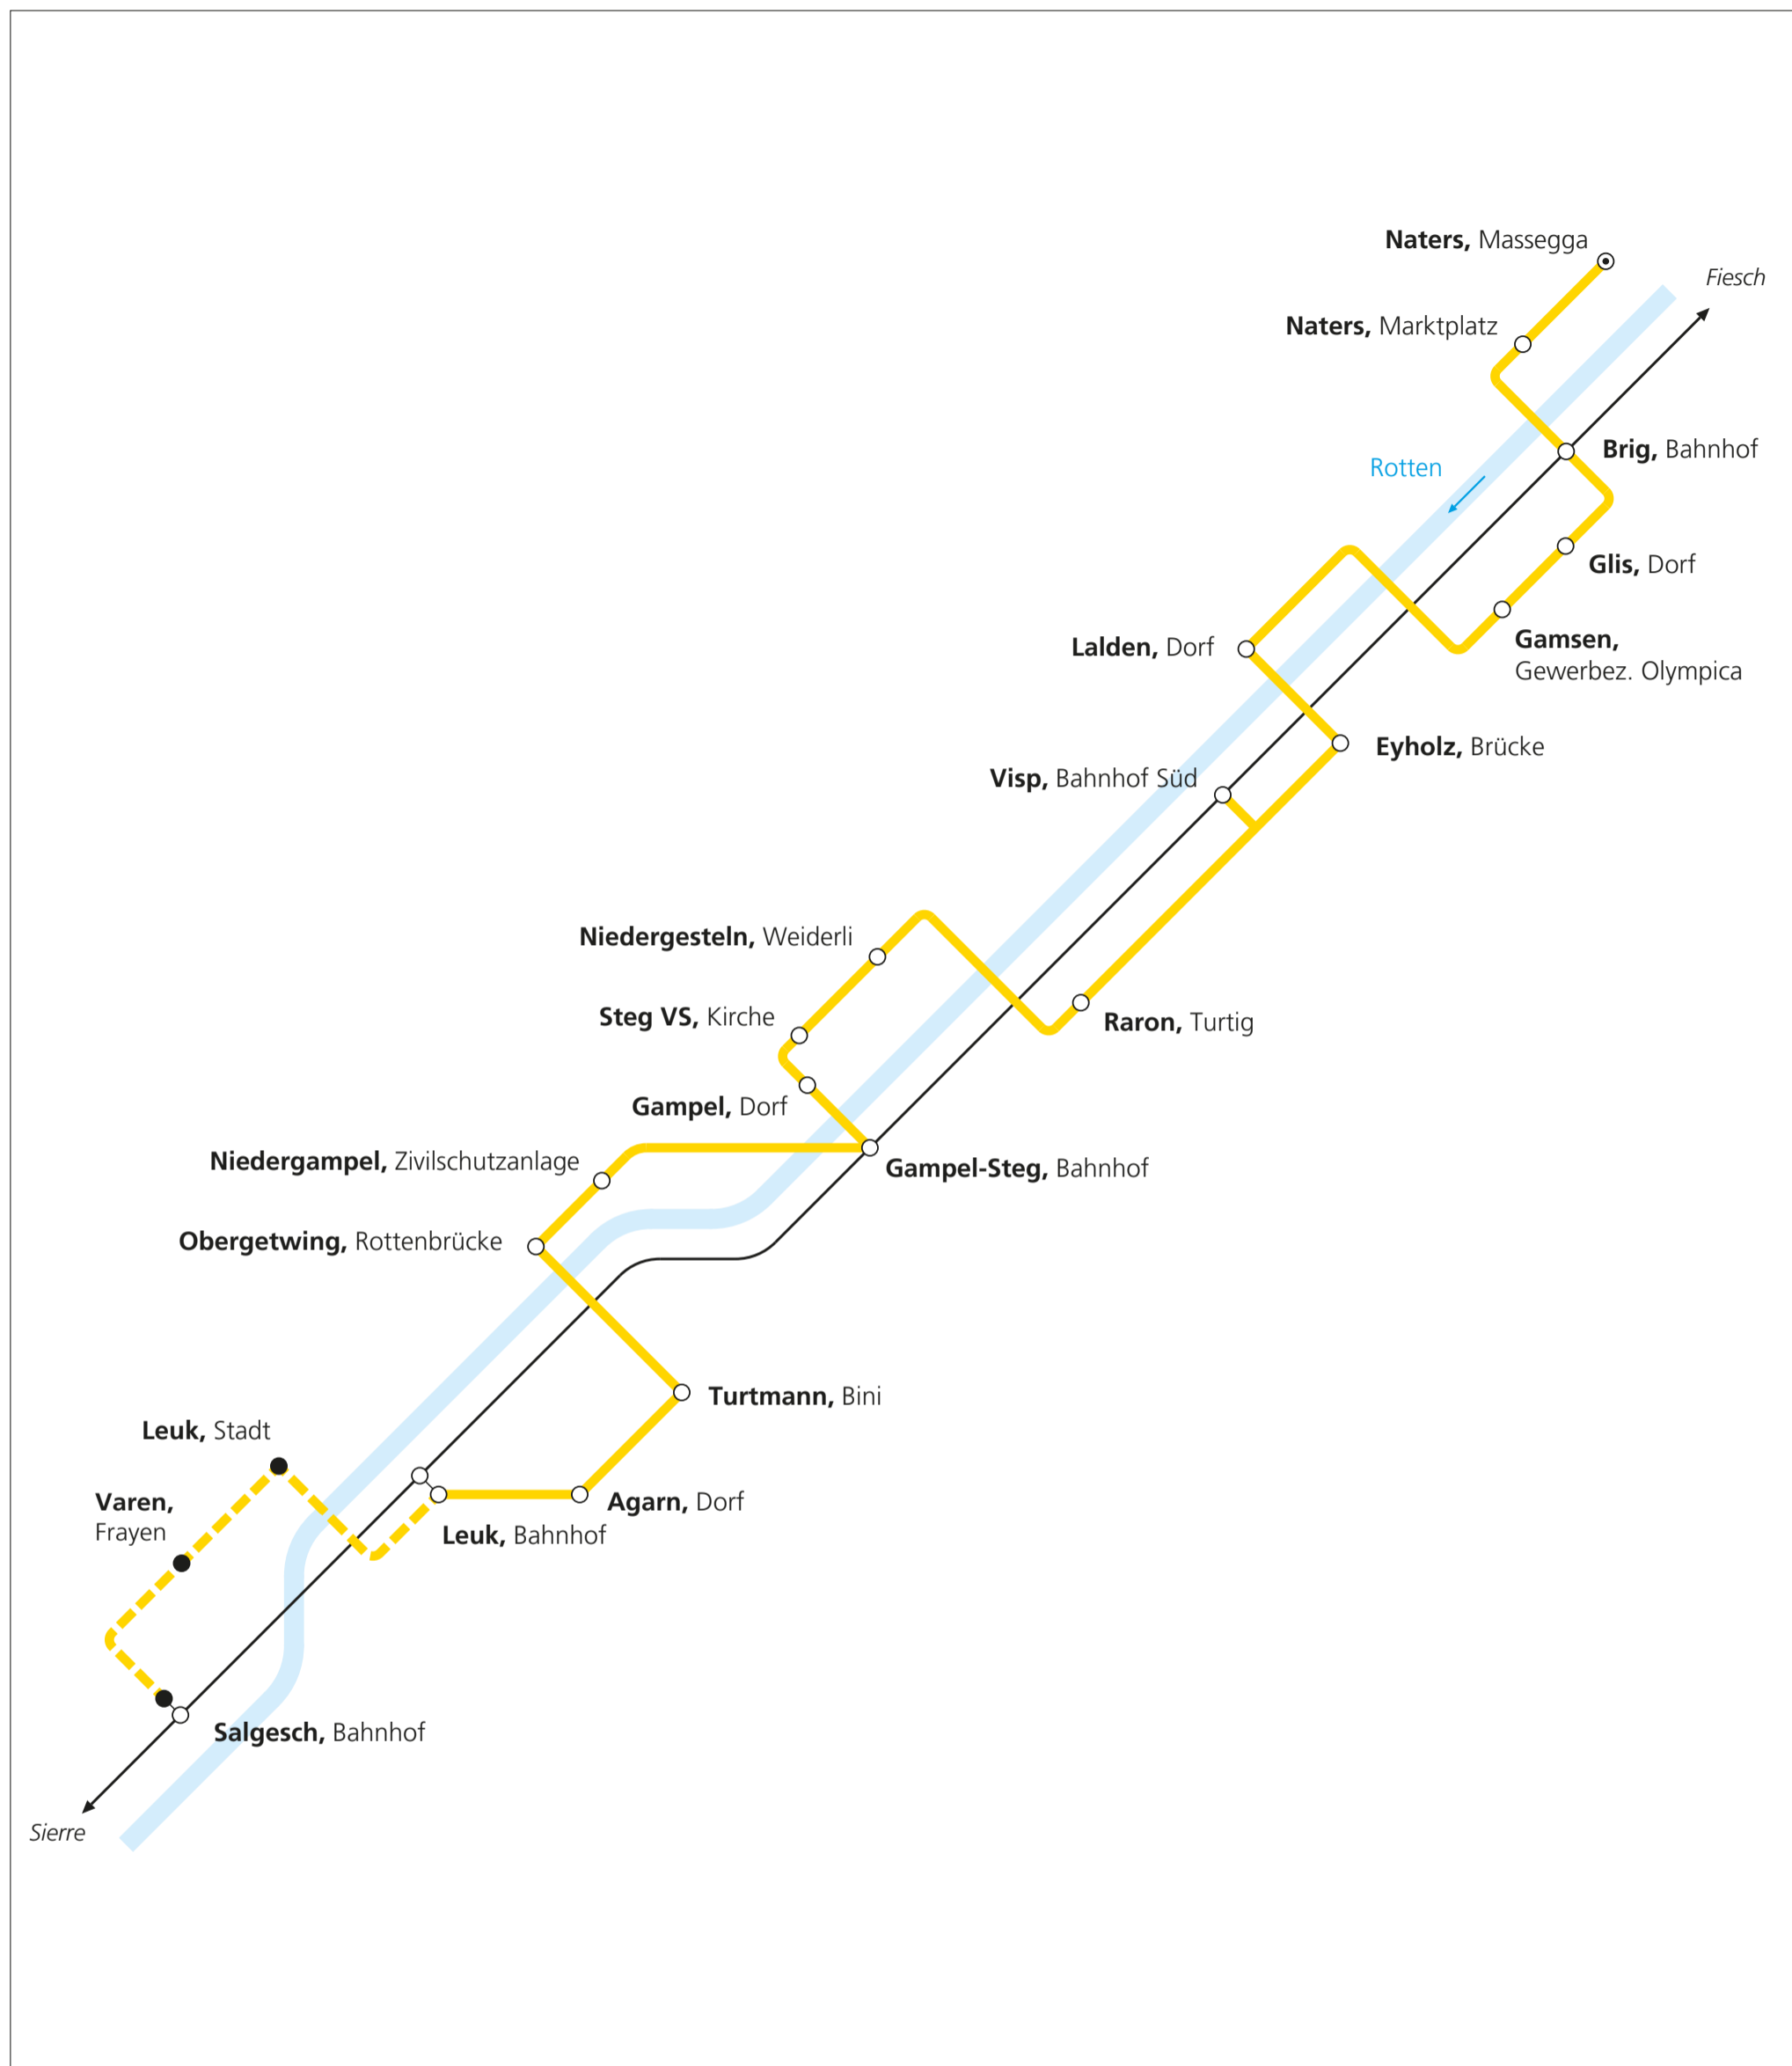 Naters, Massegga
Fiesch
Naters, Marktplatz
Brig, Bahnhof
Rotten
Glis, Dorf
Gamsen,
Gewerbez. Olympica
Lalden, Dorf
Eyholz, Brücke
Visp, Bahnhof Süd
Niedergesteln, Weiderli
Steg VS, Kirche
Raron, Turtig
Gampel, Dorf
Niedergampel, Zivilschutzanlage
Gampel-Steg, Bahnhof
Obergetwing, Rottenbrücke
Turtmann, Bini
Leuk, Stadt
Varen,
Frayen
Agarn, Dorf
Leuk, Bahnhof
Salgesch, Bahnhof
Sierre